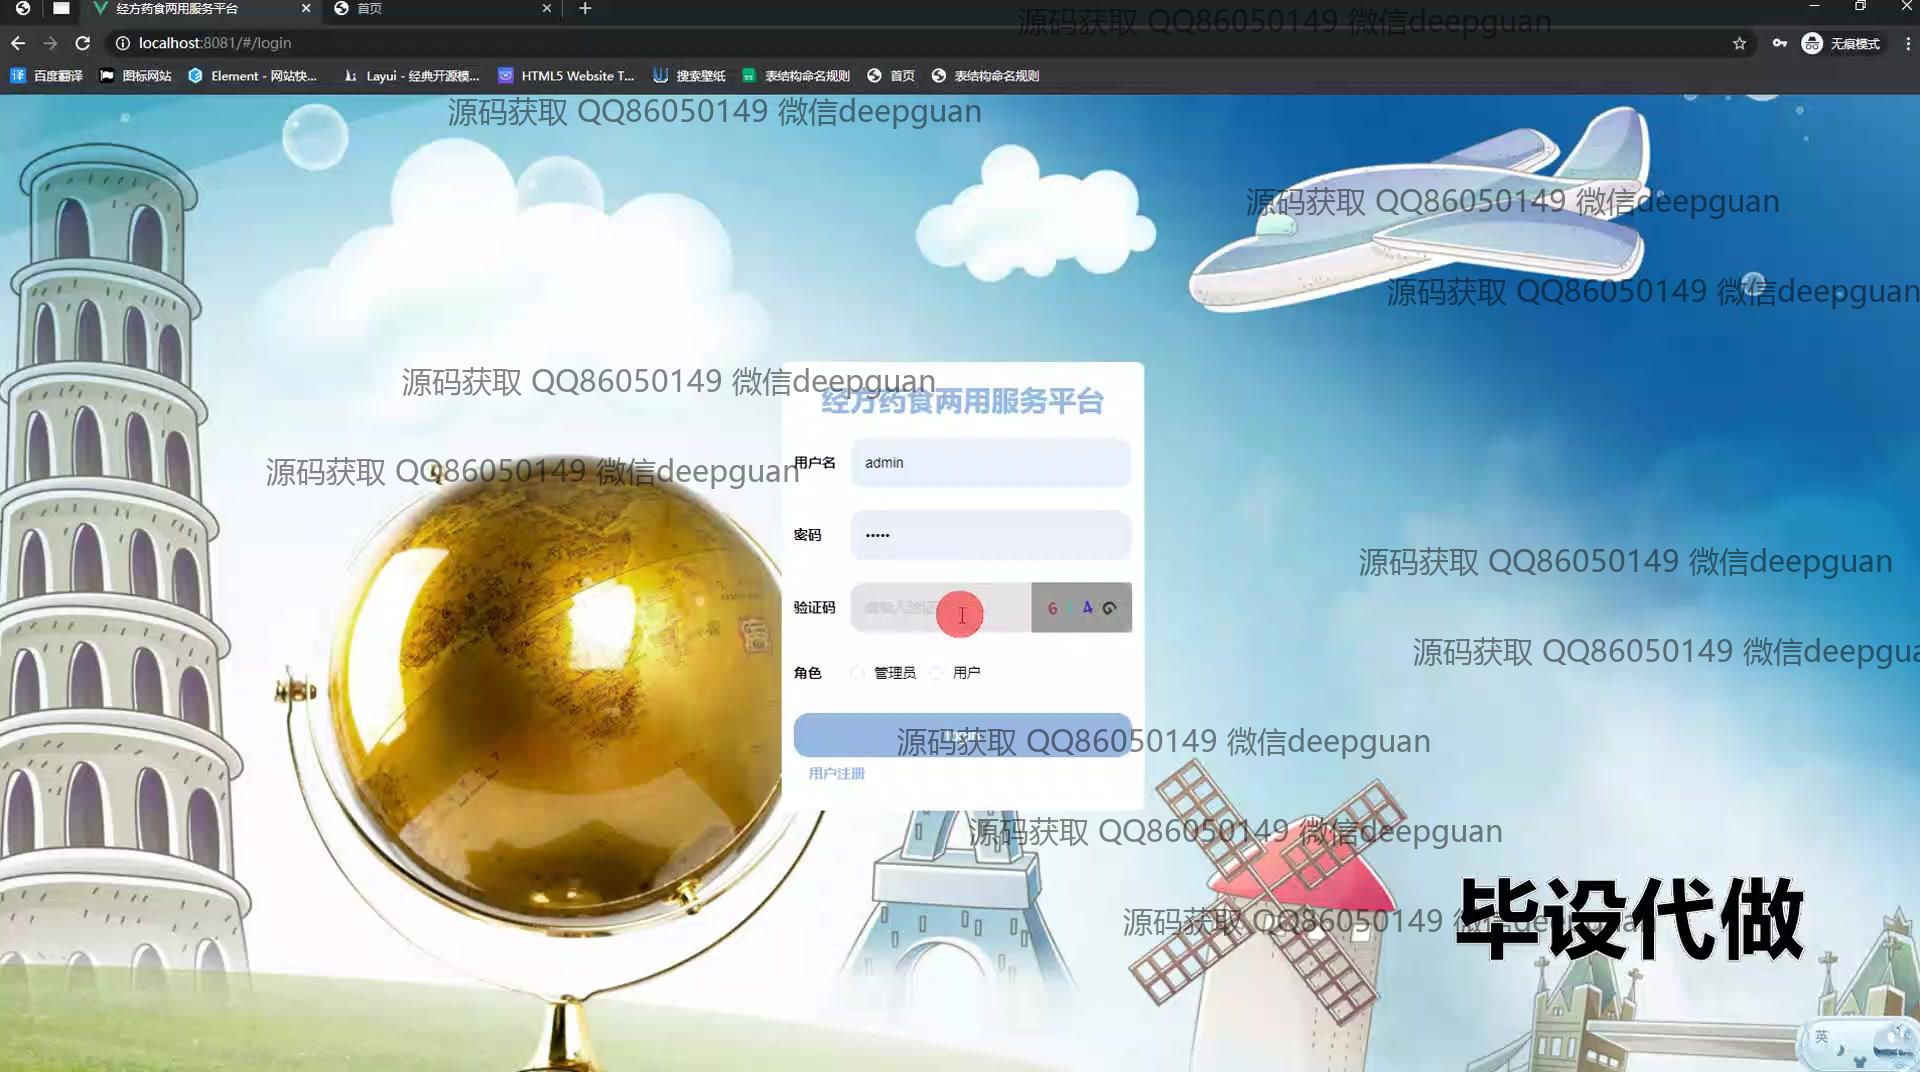 经方药食两用服务平台
首页
localhost:8081/#/login
无痕模式
百度翻译
图标网站
Element - 网站快...
Layui - 经典开源模...
HTML5 Website T...
搜索壁纸
表结构命名规则
首页
表结构命名规则
源码获取 QQ86050149 微信deepguan
源码获取 QQ86050149 微信deepguan
源码获取 QQ86050149 微信deepguan
源码获取 QQ86050149 微信deepguan
源码获取 QQ86050149 微信deepguan
经方药食两用服务平台
用户名 admin
源码获取 QQ86050149 微信deepguan
密码
源码获取 QQ86050149 微信deepguan
验证码
源码获取 QQ86050149 微信deepgua
角色 管理员 用户
源码获取 QQ86050149 微信deepguan
用户注册
源码获取 QQ86050149 微信deepguan
源码获取 QQ86050149
毕设代做
英